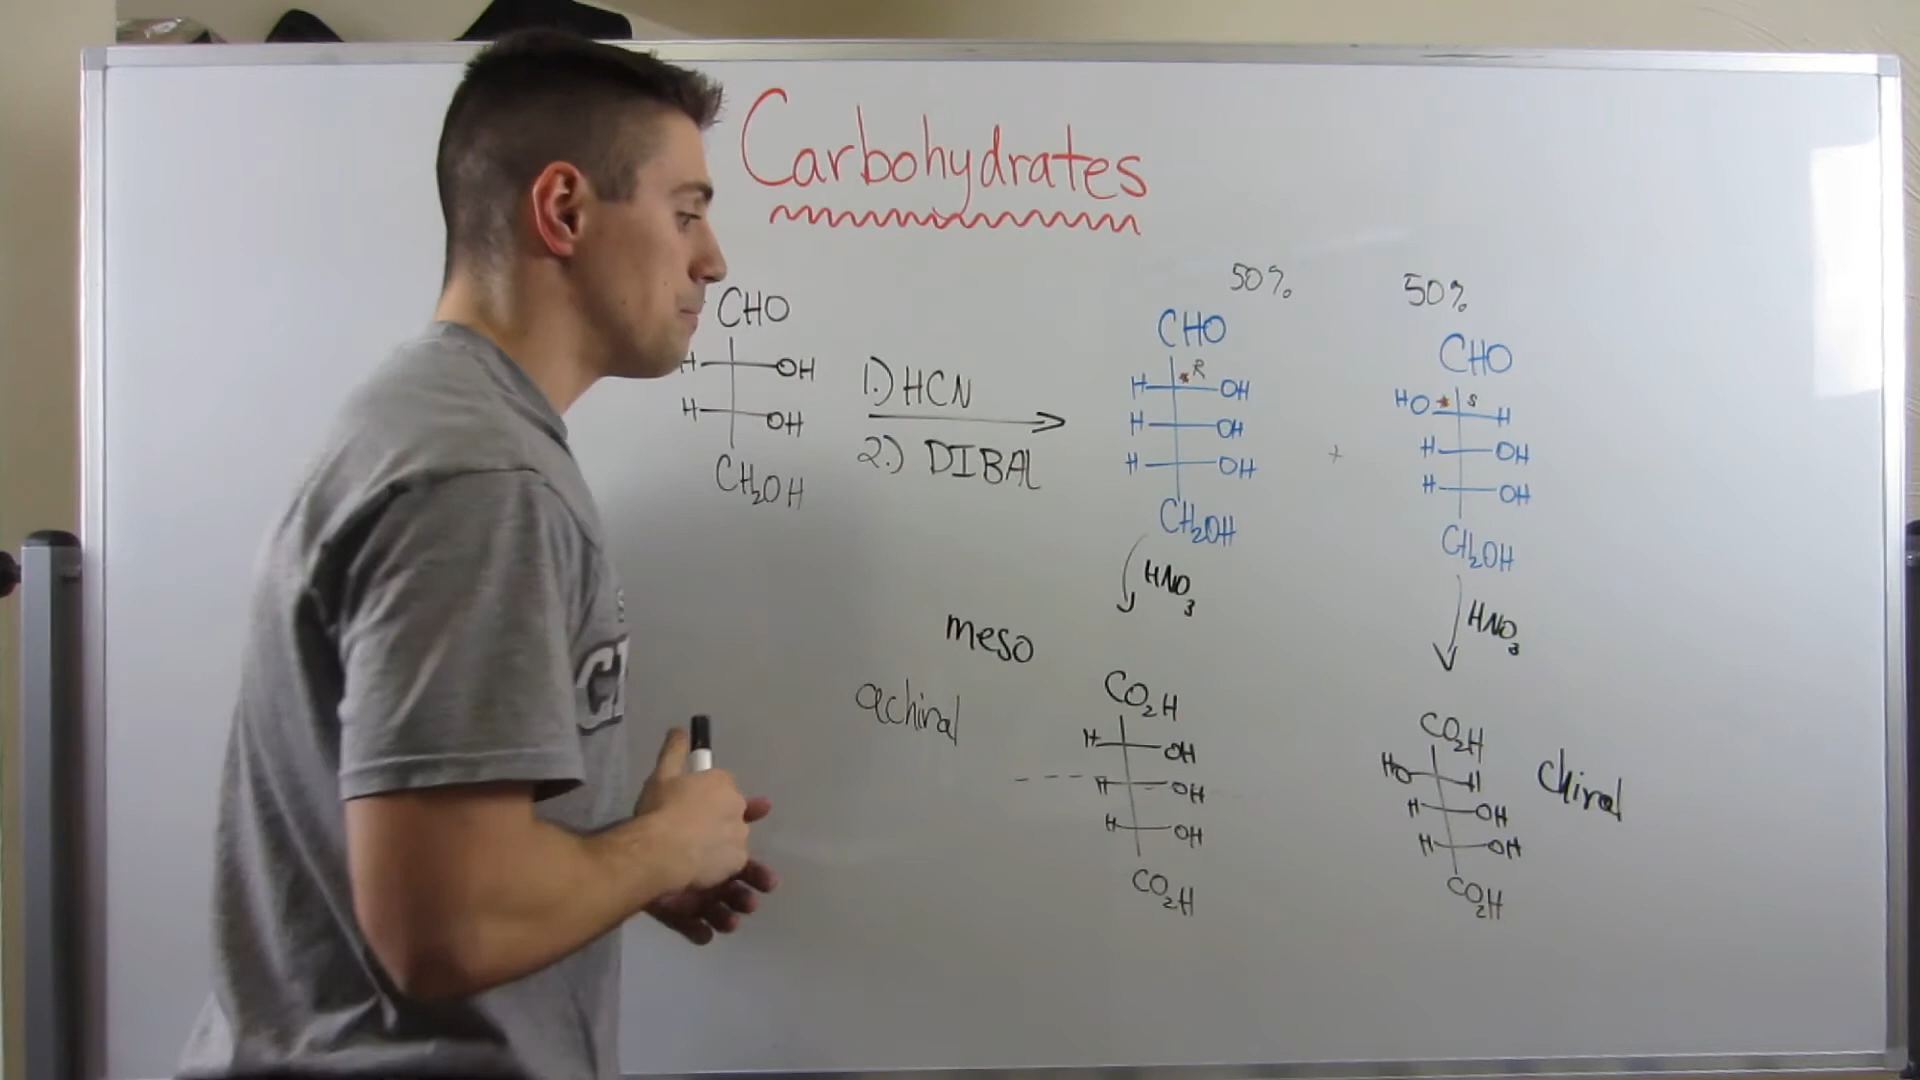 Carbohydrates
CHO
H OH
H OH
CH2OH
1.) HCN
2.) DIBAL
50%
CHO
* R
H OH
H OH
H OH
CH2OH
+
50%
CHO
HO * S H
H OH
H OH
CH2OH
HNO3
HNO3
meso
achiral
CO2H
H OH
H OH
H OH
CO2H
CO2H
HO H
H OH
H OH
CO2H
Chiral